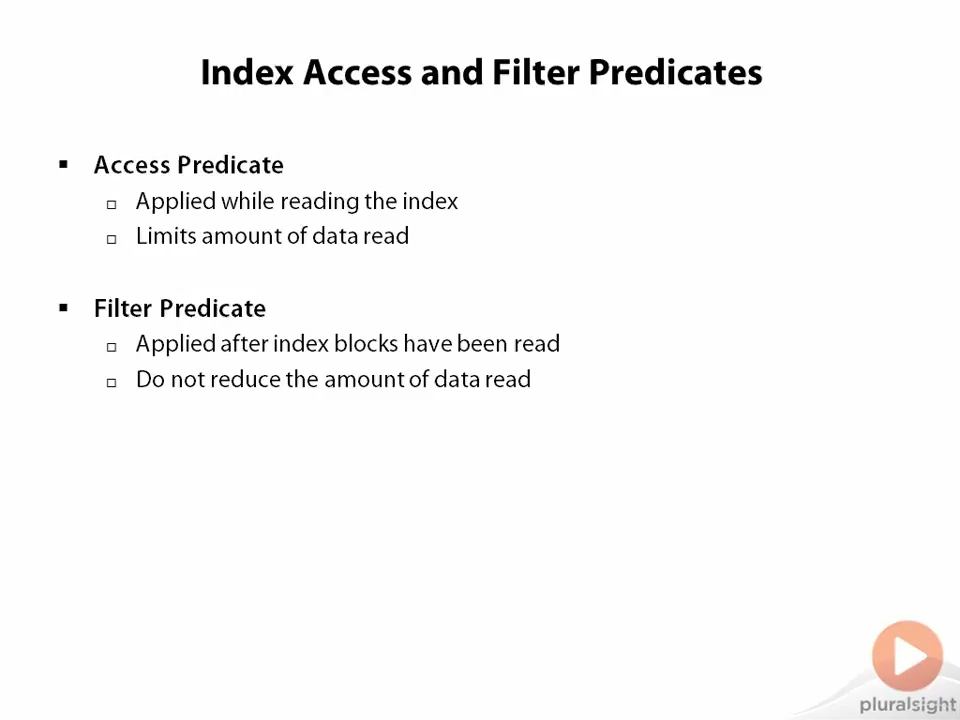 Index Access and Filter Predicates
Access Predicate
Applied while reading the index
Limits amount of data read
Filter Predicate
Applied after index blocks have been read
Do not reduce the amount of data read
pluralsight